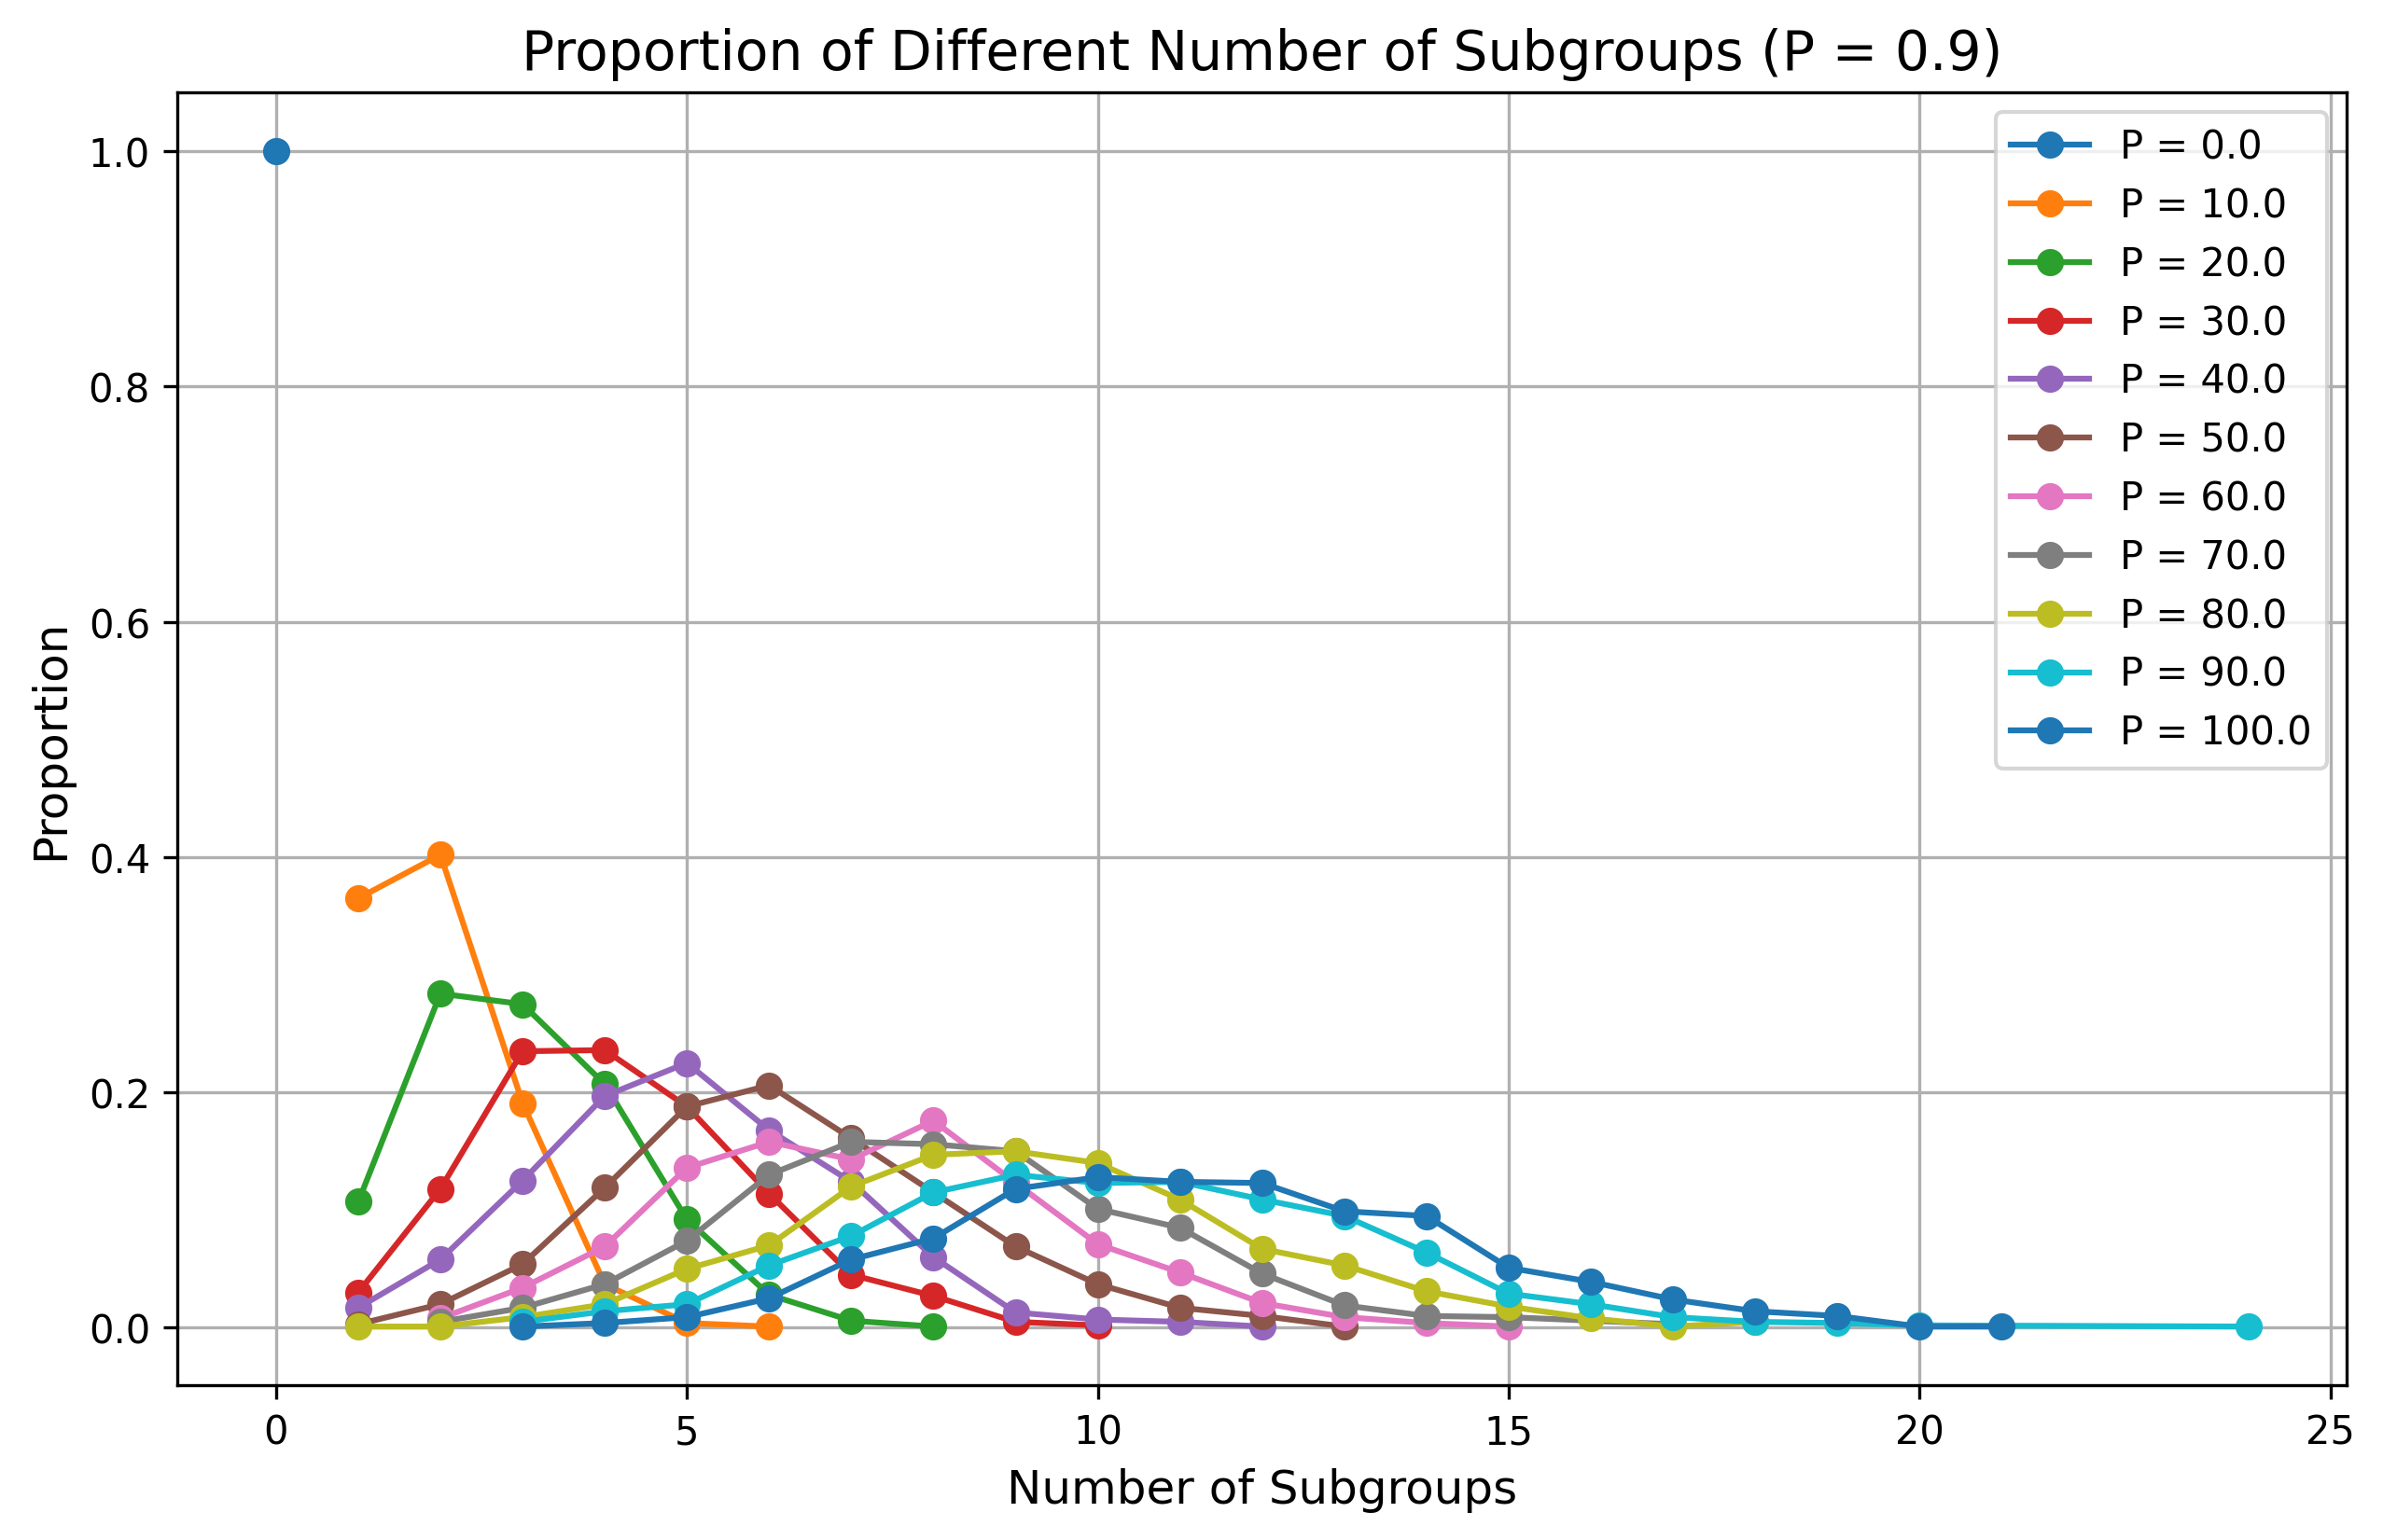 Proportion of Different Number of Subgroups (P = 0.9)
1.0
0.8
0.6
0.4
0.2
0.0
Proportion
P = 0.0
P = 10.0
P = 20.0
P = 30.0
P = 40.0
P = 50.0
P = 60.0
P = 70.0
P = 80.0
P = 90.0
P = 100.0
0 5 10 15 20 25
Number of Subgroups